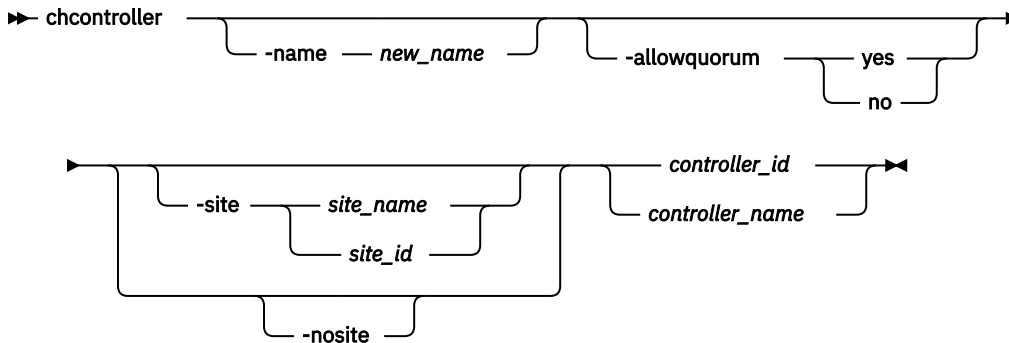 chcontroller
-name new_name
-allowquorum yes
no
controller_id
-site site_name
controller_name
site_id
-nosite